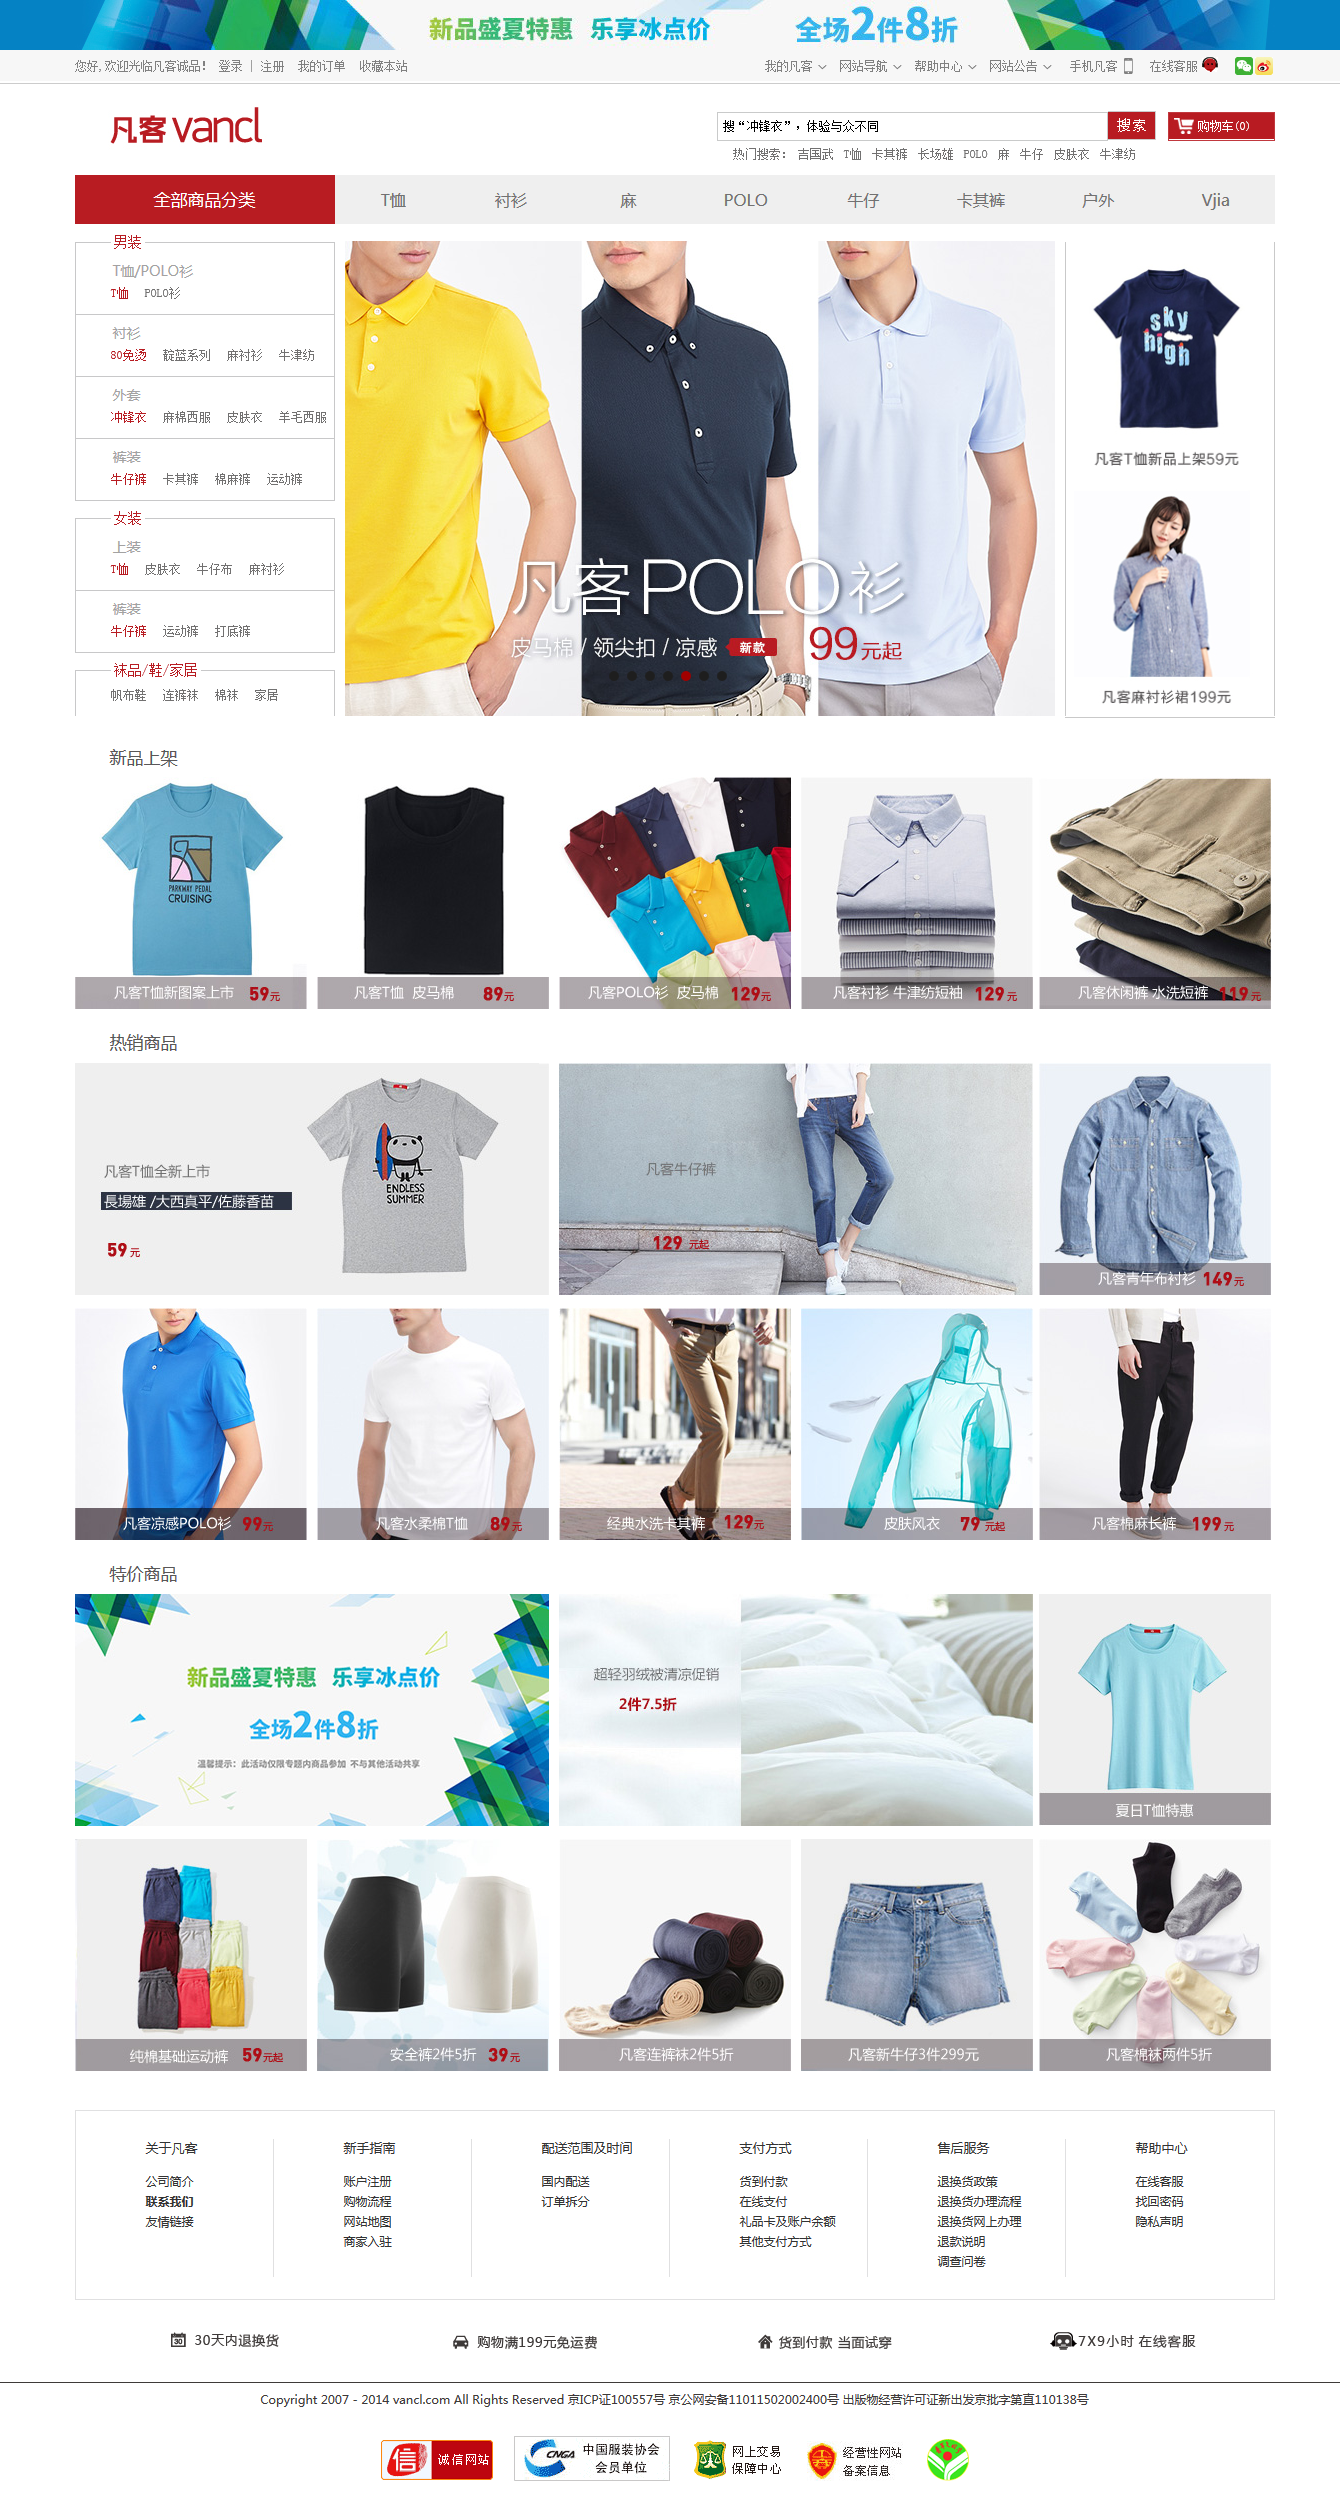 新品盛夏特惠 乐享冰点价 全场2件8折
您好, 欢迎光临凡客诚品! 登录 | 注册 我的订单 收藏本站 我的凡客 网站导航 帮助中心 网站公告 手机凡客 在线客服
凡客 vancl
搜“冲锋衣”，体验与众不同 搜索 购物车(0)
热门搜索： 吉国武 T恤 卡其裤 长场雄 POLO 麻 牛仔 皮肤衣 牛津纺
全部商品分类 T恤 衬衫 麻 POLO 牛仔 卡其裤 户外 Vjia
男装
T恤/POLO衫
T恤 POLO衫
衬衫
80免烫 靛蓝系列 麻衬衫 牛津纺
外套
冲锋衣 麻棉西服 皮肤衣 羊毛西服
裤装
牛仔裤 卡其裤 棉麻裤 运动裤
女装
上装
T恤 皮肤衣 牛仔布 麻衬衫
裤装
牛仔裤 运动裤 打底裤
袜品/鞋/家居
帆布鞋 连裤袜 棉袜 家居
凡客POLO衫
皮马棉 / 领尖扣 / 凉感 新款 99元起
sky
high
凡客T恤新品上架59元
凡客麻衬衫裙199元
新品上架
PARKWAY PEDAL
CRUISING
凡客T恤新图案上市 59元
凡客T恤 皮马棉 89元
凡客POLO衫 皮马棉 129元
凡客衬衫 牛津纺短袖 129元
凡客休闲裤 水洗短裤 119元
热销商品
凡客T恤全新上市
長場雄 /大西真平/佐藤香苗
59元
ENDLESS
SUMMER
凡客牛仔裤
129 元起
凡客青年布衬衫 149元
凡客凉感POLO衫 99元
凡客水柔棉T恤 89元
经典水洗卡其裤 129元
皮肤风衣 79 元起
凡客棉麻长裤 199元
特价商品
新品盛夏特惠 乐享冰点价
全场2件8折
温馨提示：此活动仅限专题内商品参加 不与其他活动共享
超轻羽绒被清凉促销
2件7.5折
夏日T恤特惠
纯棉基础运动裤 59元起
安全裤2件5折 39元
凡客连裤袜2件5折
凡客新牛仔3件299元
凡客棉袜两件5折
关于凡客
公司简介
联系我们
友情链接
新手指南
账户注册
购物流程
网站地图
商家入驻
配送范围及时间
国内配送
订单拆分
支付方式
货到付款
在线支付
礼品卡及账户余额
其他支付方式
售后服务
退换货政策
退换货办理流程
退换货网上办理
退款说明
调查问卷
帮助中心
在线客服
找回密码
隐私声明
30 30天内退换货 购物满199元免运费 货到付款 当面试穿 7X9小时 在线客服
Copyright 2007 - 2014 vancl.com All Rights Reserved 京ICP证100557号 京公网安备11011502002400号 出版物经营许可证新出发京批字第直110138号
信 诚信网站
CNGA 中国服装协会
会员单位
网上交易
保障中心
经营性网站
备案信息